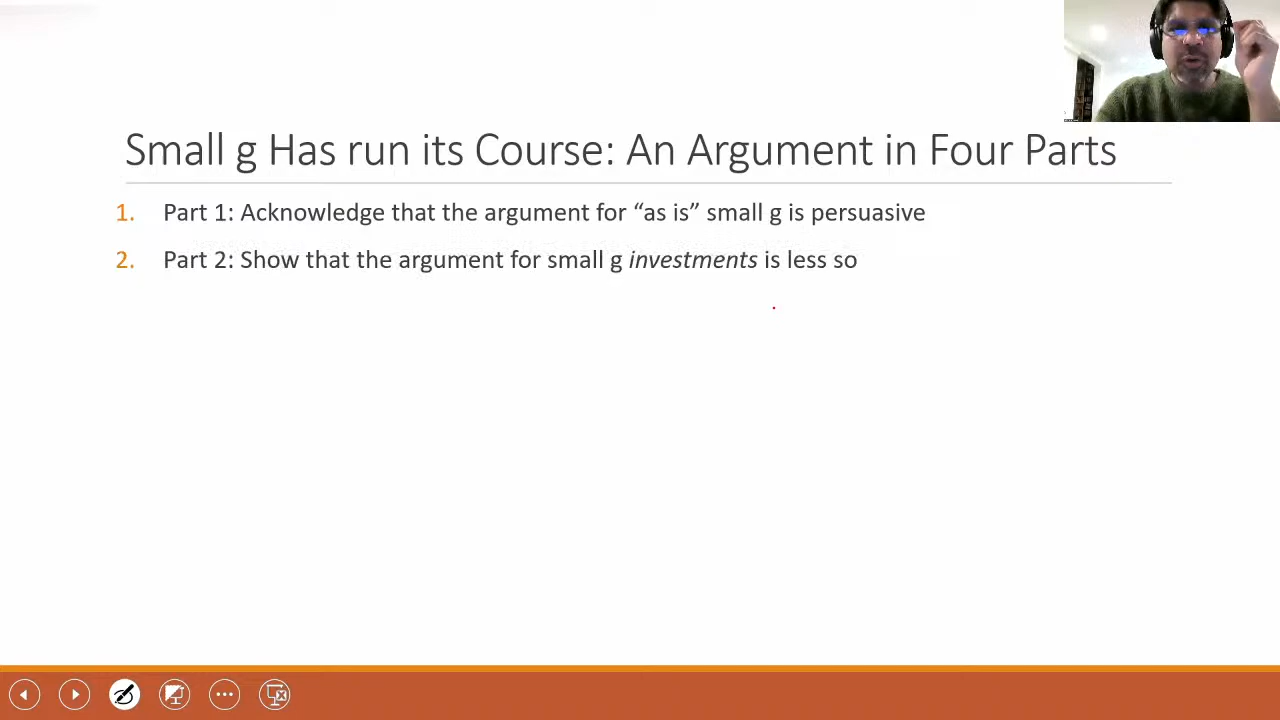 Small g Has run its Course: An Argument in Four Parts
1. Part 1: Acknowledge that the argument for “as is” small g is persuasive
2. Part 2: Show that the argument for small g investments is less so